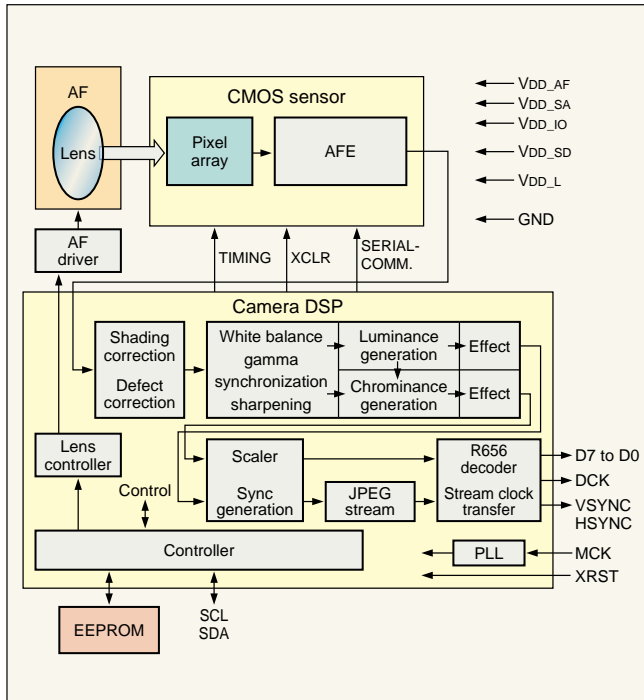 AF
Lens
CMOS sensor
Pixel
array
AFE
VDD_AF
VDD_SA
VDD_IO
VDD_SD
VDD_L
GND
AF
driver
TIMING
XCLR
SERIAL-
COMM.
Camera DSP
Shading
correction
Defect
correction
White balance
gamma
synchronization
sharpening
Luminance
generation
Effect
Chrominance
generation
Effect
Lens
controller
Control
Scaler
Sync
generation
JPEG
stream
R656
decoder
Stream clock
transfer
D7 to D0
DCK
VSYNC
HSYNC
Controller
PLL
MCK
XRST
EEPROM
SCL
SDA